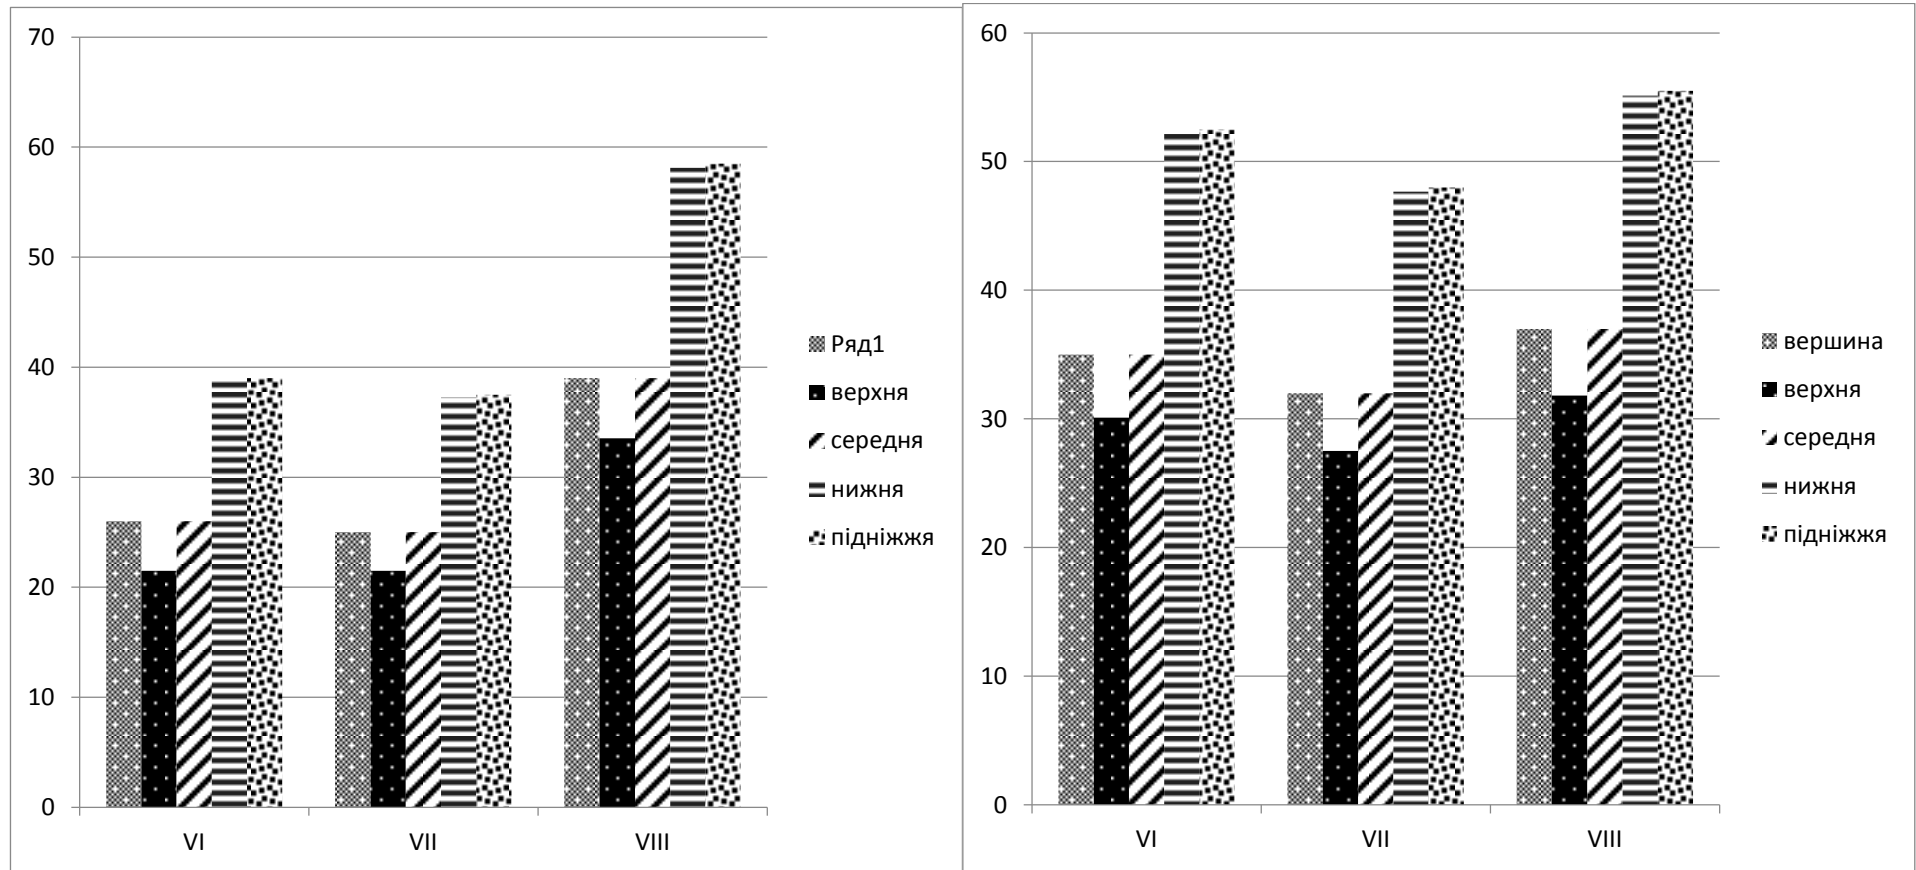 70
60
50
40
30
20
10
0
VI
VII
VIII
Ряд1
верхня
середня
нижня
підніжжя
60
50
40
30
20
10
0
VI
VII
VIII
вершина
верхня
середня
нижня
підніжжя